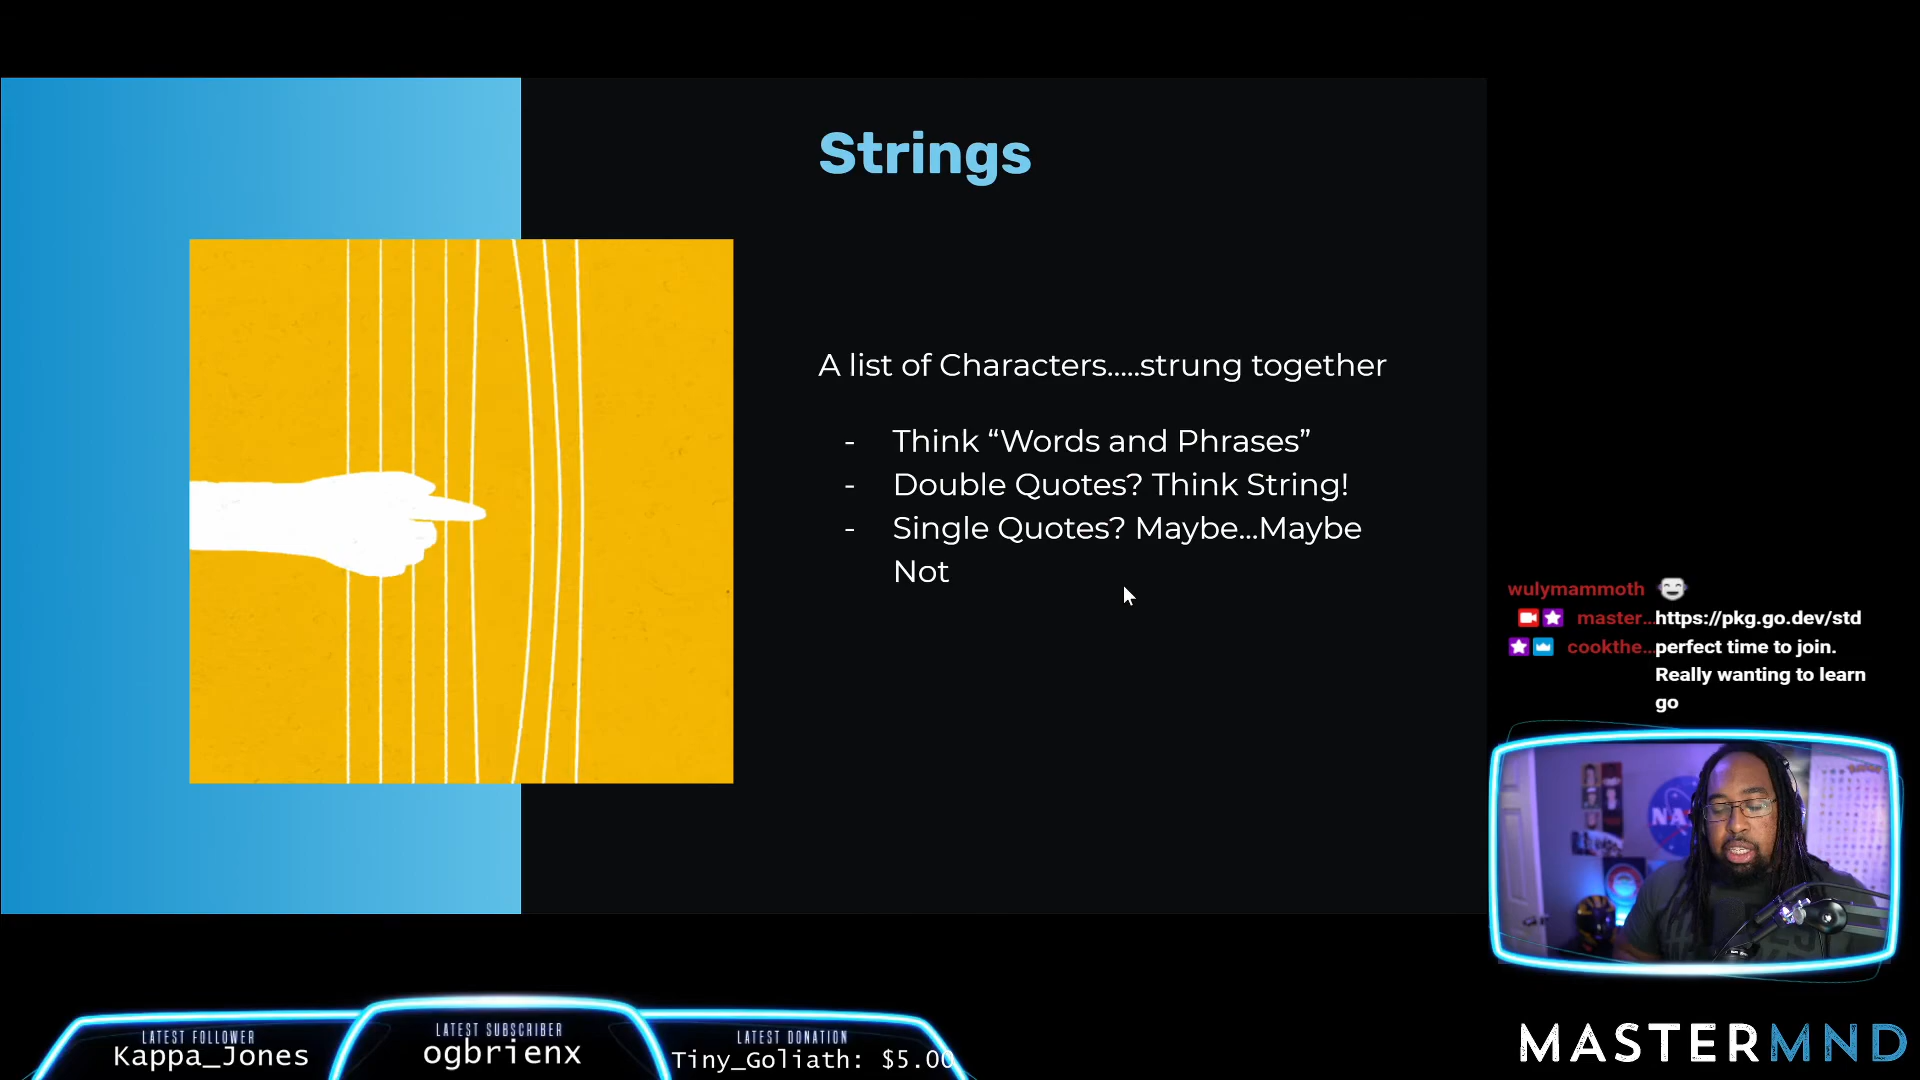 Strings
A list of Characters.....strung together
- Think “Words and Phrases”
- Double Quotes? Think String!
- Single Quotes? Maybe...Maybe
Not
wulymammoth
master... https://pkg.go.dev/std
cookthe... perfect time to join.
Really wanting to learn
go
NAS
LATEST FOLLOWER
Kappa_Jones
LATEST SUBSCRIBER
ogbrienx
LATEST DONATION
Tiny_Goliath: $5.00
MASTERMND